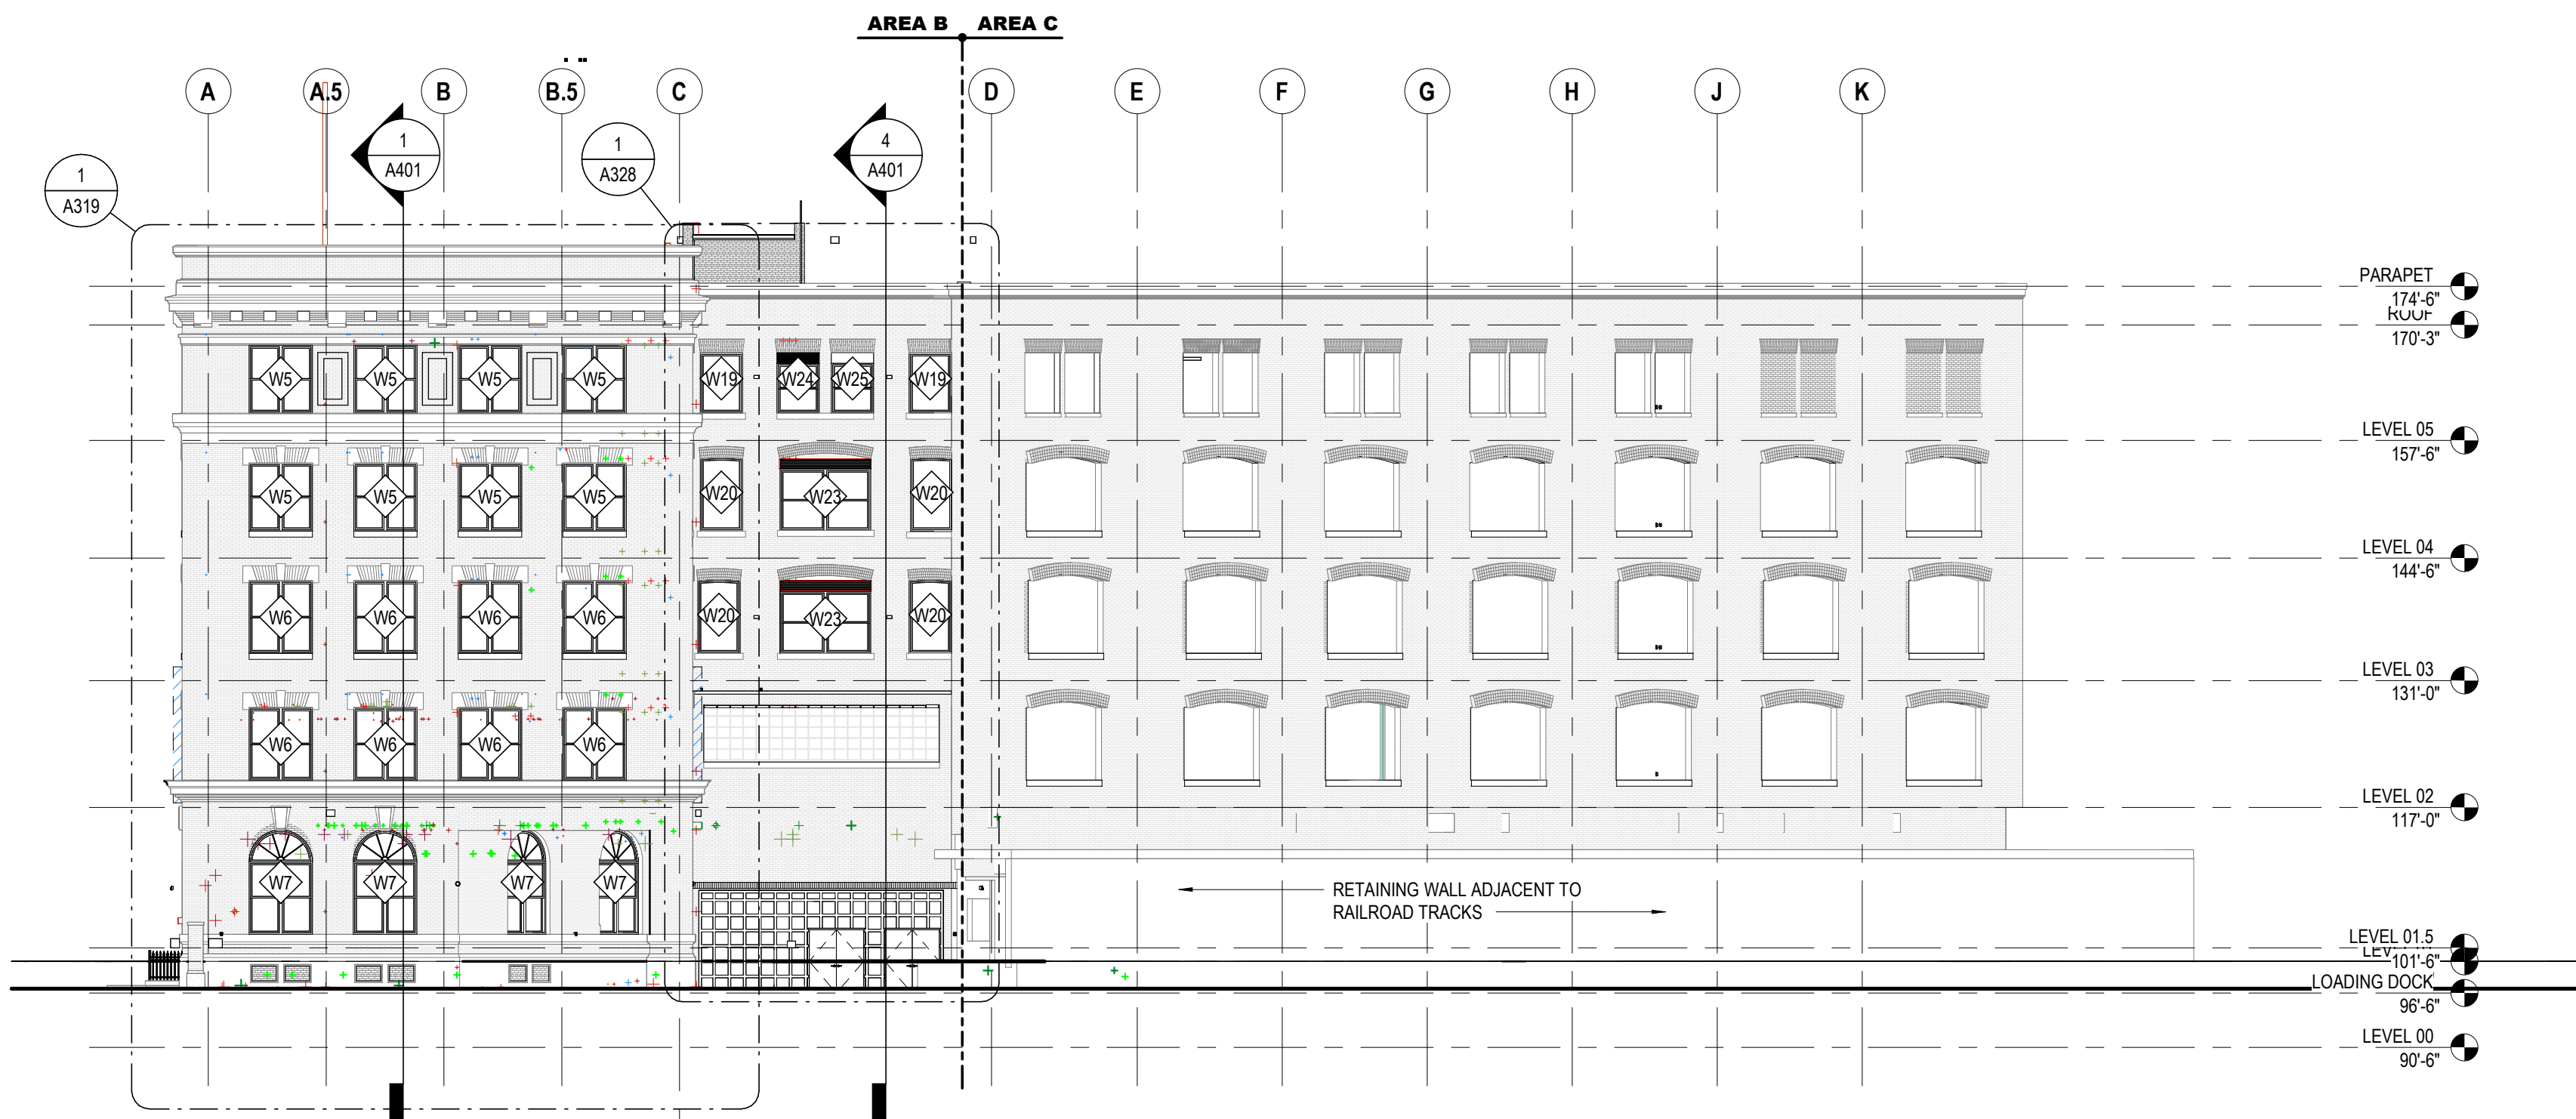 AREA B AREA C
A A.5 B B.5 C D E F G H J K
1
A319
1
A401
1
A328
4
A401
PARAPET
174'-6"
ROOF
170'-3"
W5 W5 W5 W5 W19 W24 W25 W19
LEVEL 05
157'-6"
W5 W5 W5 W5 W20 W23 W20
LEVEL 04
144'-6"
W6 W6 W6 W6 W20 W23 W20
LEVEL 03
131'-0"
W6 W6 W6 W6
LEVEL 02
117'-0"
W7 W7 W7 W7
RETAINING WALL ADJACENT TO
RAILROAD TRACKS
LEVEL 01.5
101'-6"
LOADING DOCK
96'-6"
LEVEL 00
90'-6"